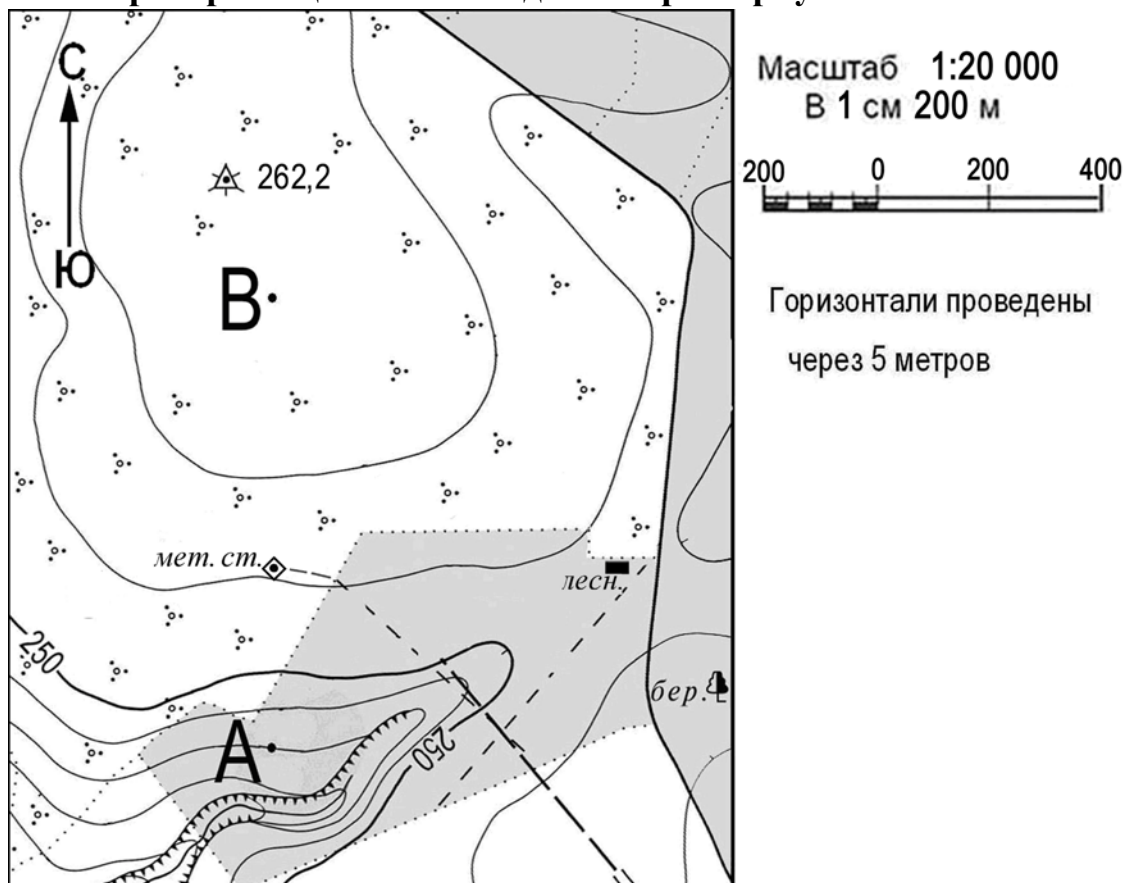 С
Ю
262,2
В
мет. ст.
лесн.
250
бер.
А
250
Масштаб 1:20 000
В 1 см 200 м
200 0 200 400
Горизонтали проведены
через 5 метров